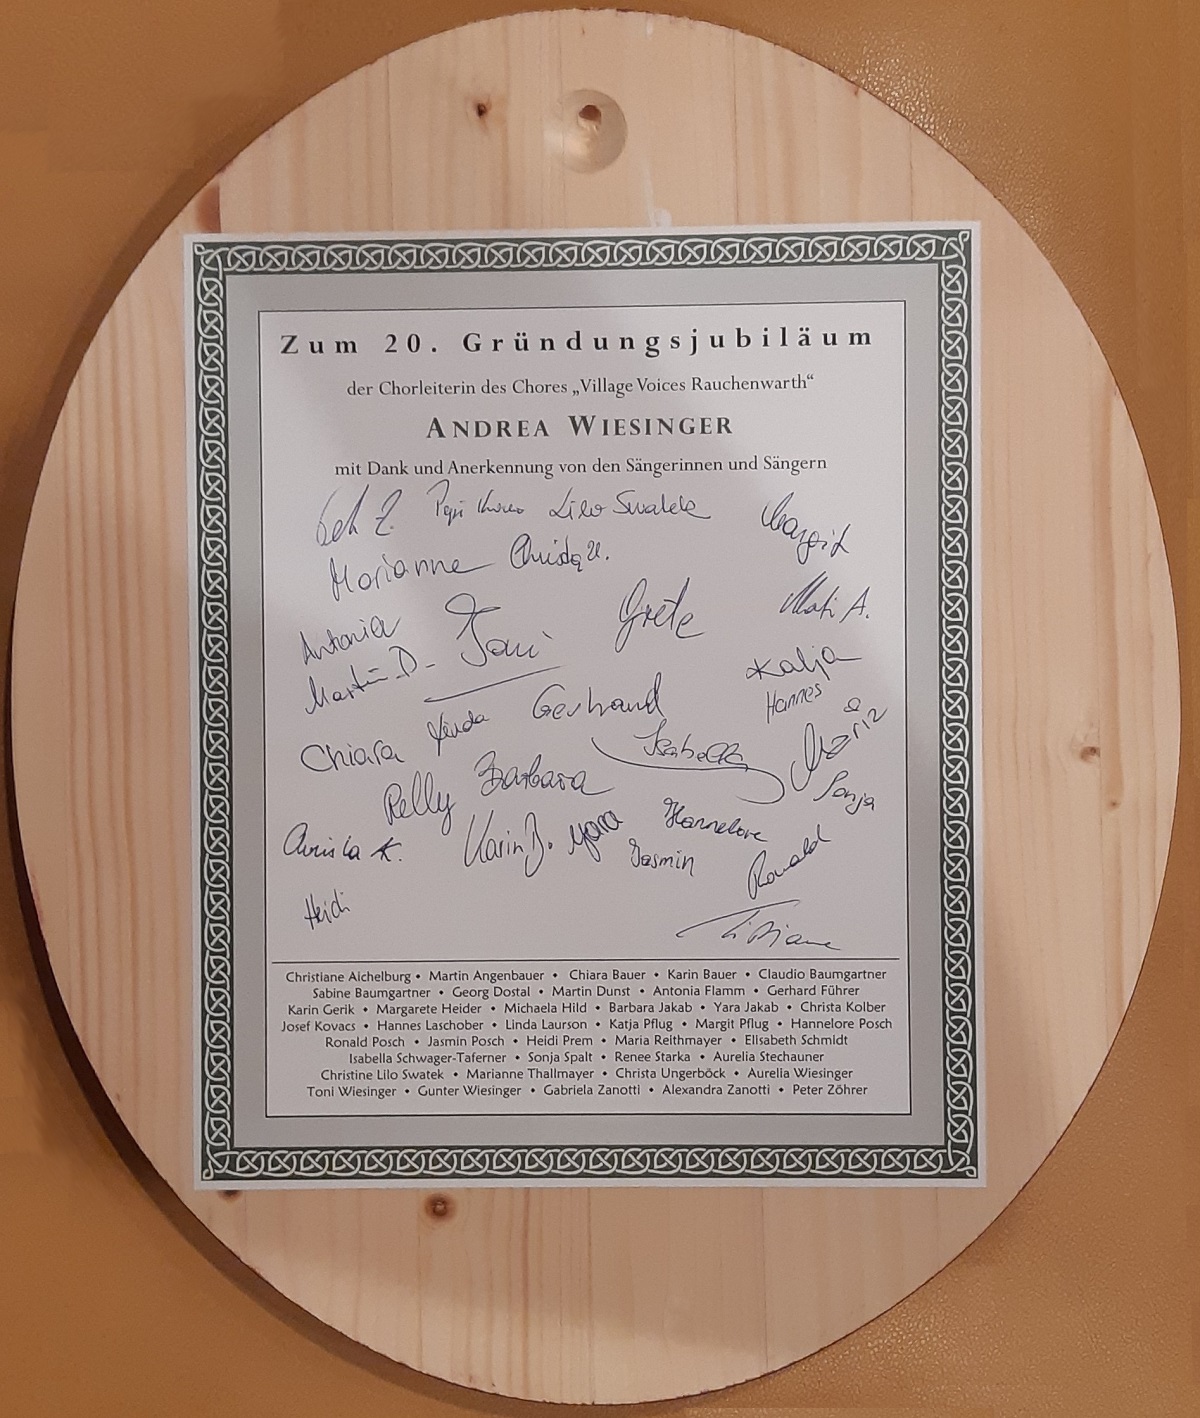 Zum 20. Gründungsjubiläum
der Chorleiterin des Chores „Village Voices Rauchenwarth“
ANDREA WIESINGER
mit Dank und Anerkennung von den Sängerinnen und Sängern
Lilo Swatek Margit
Marianne Christa U.
Antonia Toni Grete
Martin D. Katja
Hannes
Chiara Linda Gerhard Isabella Maria
Barbara Sonja
Christa K. Karin B. Yara Hannelore
Jasmin Ronald
Heidi
Christiane Aichelburg • Martin Angenbauer • Chiara Bauer • Karin Bauer • Claudio Baumgartner
Sabine Baumgartner • Georg Dostal • Martin Dunst • Antonia Flamm • Gerhard Führer
Karin Gerik • Margarete Heider • Michaela Hild • Barbara Jakab • Yara Jakab • Christa Kolber
Josef Kovacs • Hannes Laschober • Linda Laurson • Katja Pflug • Margit Pflug • Hannelore Posch
Ronald Posch • Jasmin Posch • Heidi Prem • Maria Reithmayer • Elisabeth Schmidt
Isabella Schwager-Taferner • Sonja Spalt • Renee Starka • Aurelia Stechauner
Christine Lilo Swatek • Marianne Thallmayer • Christa Ungerböck • Aurelia Wiesinger
Toni Wiesinger • Gunter Wiesinger • Gabriela Zanotti • Alexandra Zanotti • Peter Zöhrer